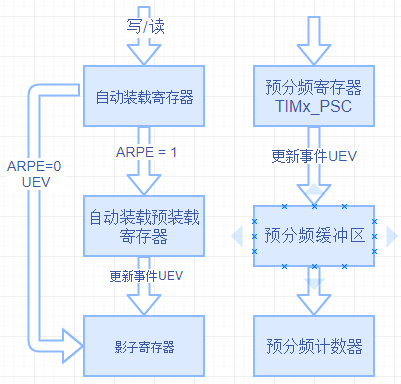 写/读
自动装载寄存器
预分频寄存器
TIMx_PSC
ARPE = 1
更新事件UEV
ARPE=0
UEV
自动装载预装载
寄存器
预分频缓冲区
更新事件UEV
影子寄存器
预分频计数器